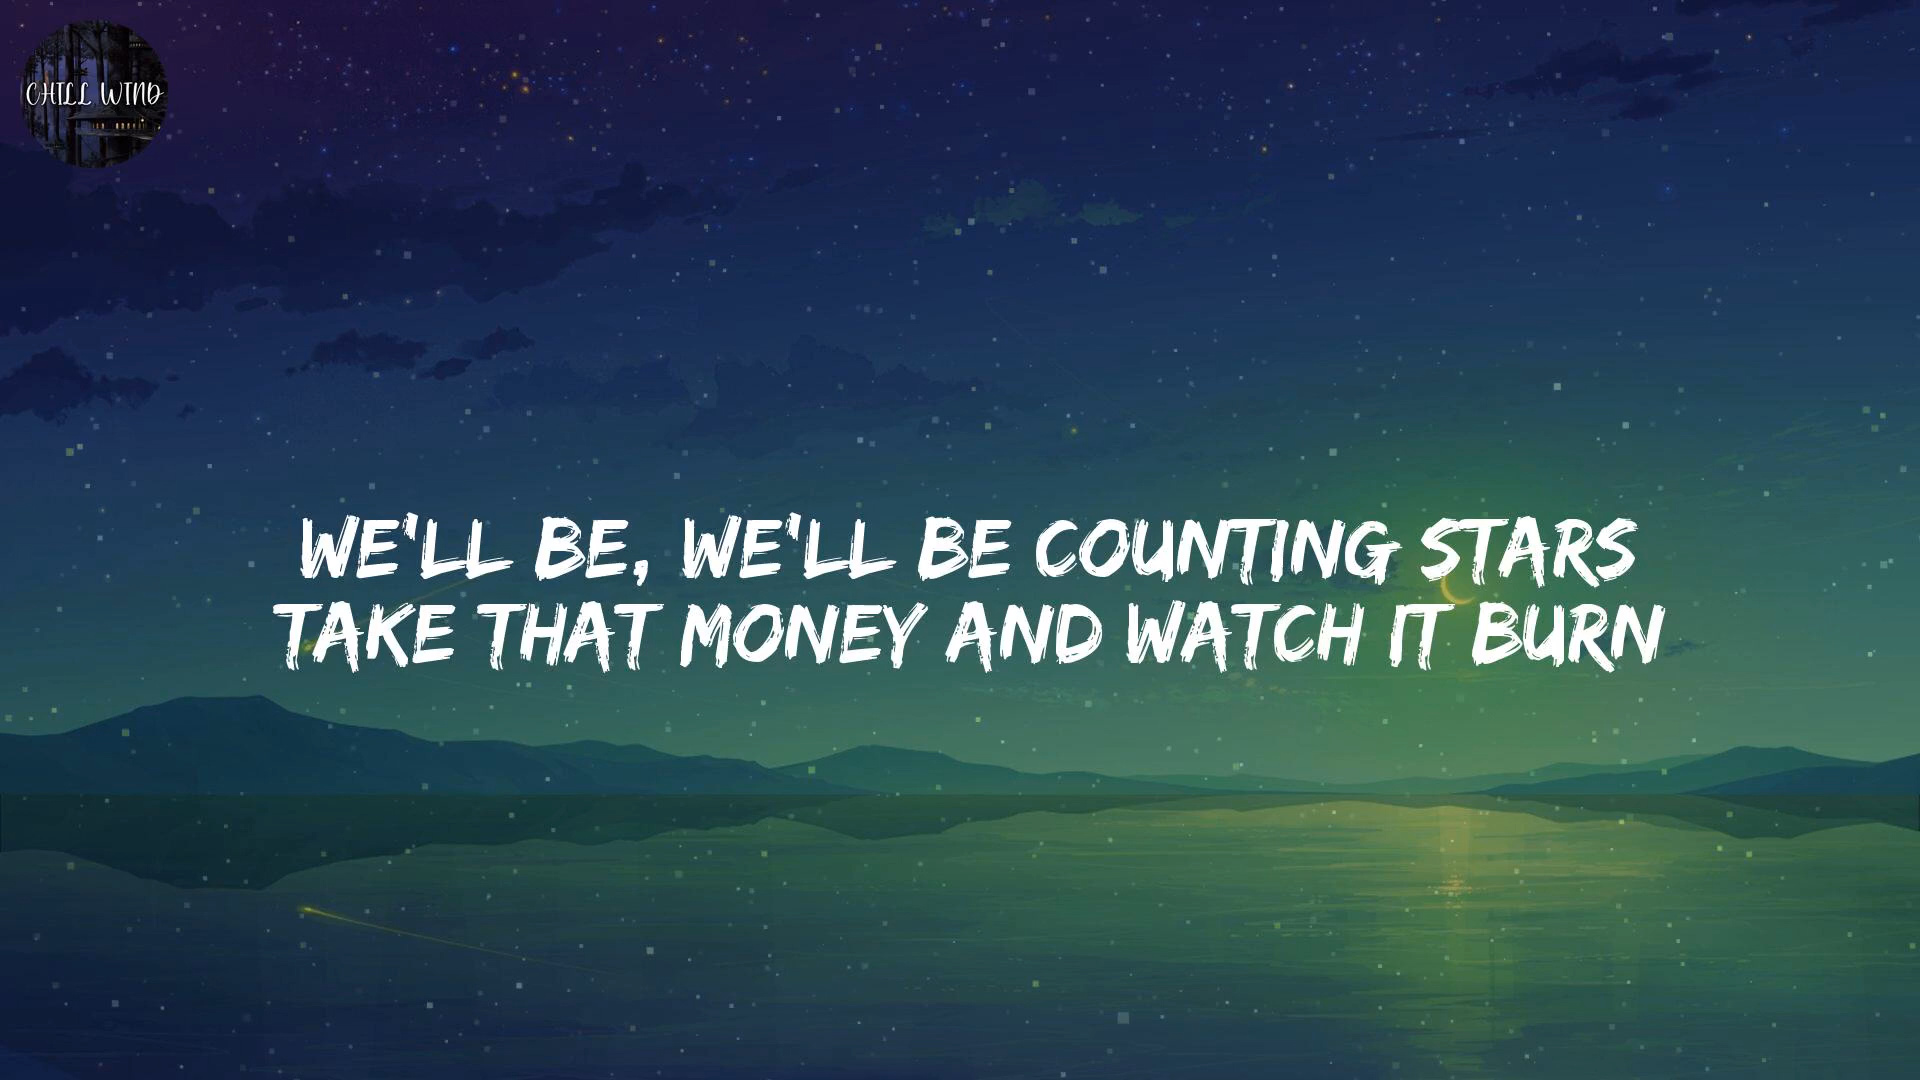 CHILL WIND
WE'LL BE, WE'LL BE COUNTING STARS
TAKE THAT MONEY AND WATCH IT BURN